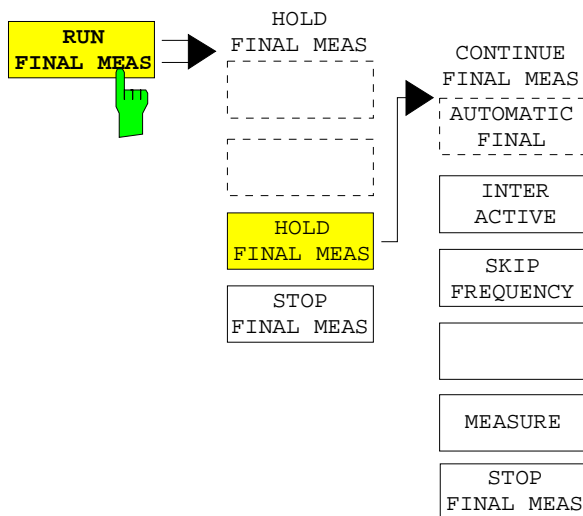 RUN
FINAL MEAS
HOLD
FINAL MEAS
HOLD
FINAL MEAS
STOP
FINAL MEAS
CONTINUE
FINAL MEAS
AUTOMATIC
FINAL
INTER
ACTIVE
SKIP
FREQUENCY
MEASURE
STOP
FINAL MEAS